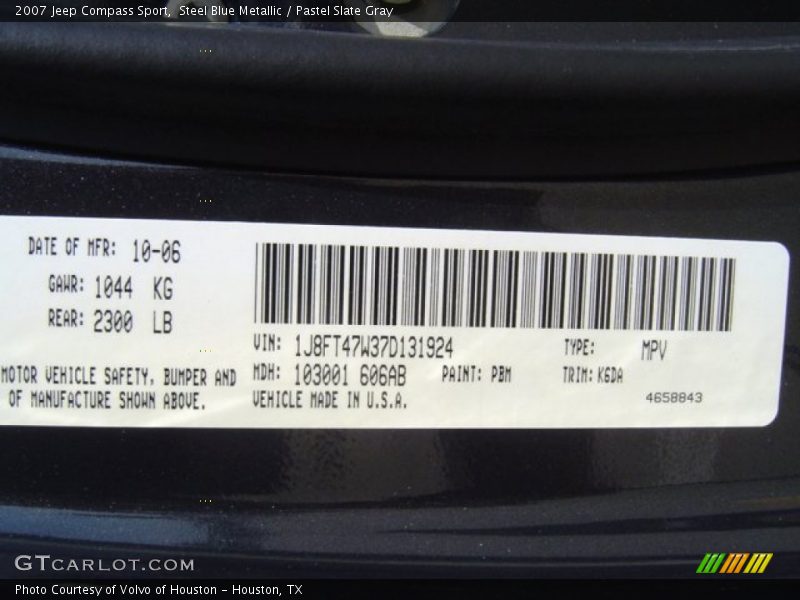 2007 Jeep Compass Sport,  Steel Blue Metallic / Pastel Slate Gray
DATE OF MFR: 10-06
GAWR: 1044 KG
REAR: 2300 LB
MOTOR VEHICLE SAFETY, BUMPER AND
OF MANUFACTURE SHOWN ABOVE.
VIN: 1J8FT47W37D131924 TYPE: MPV
MDH: 103001 606AB PAINT: PBM TRIM: K6DA
VEHICLE MADE IN U.S.A. 4658843
GTCARLOT.COM
Photo Courtesy of Volvo of Houston - Houston, TX